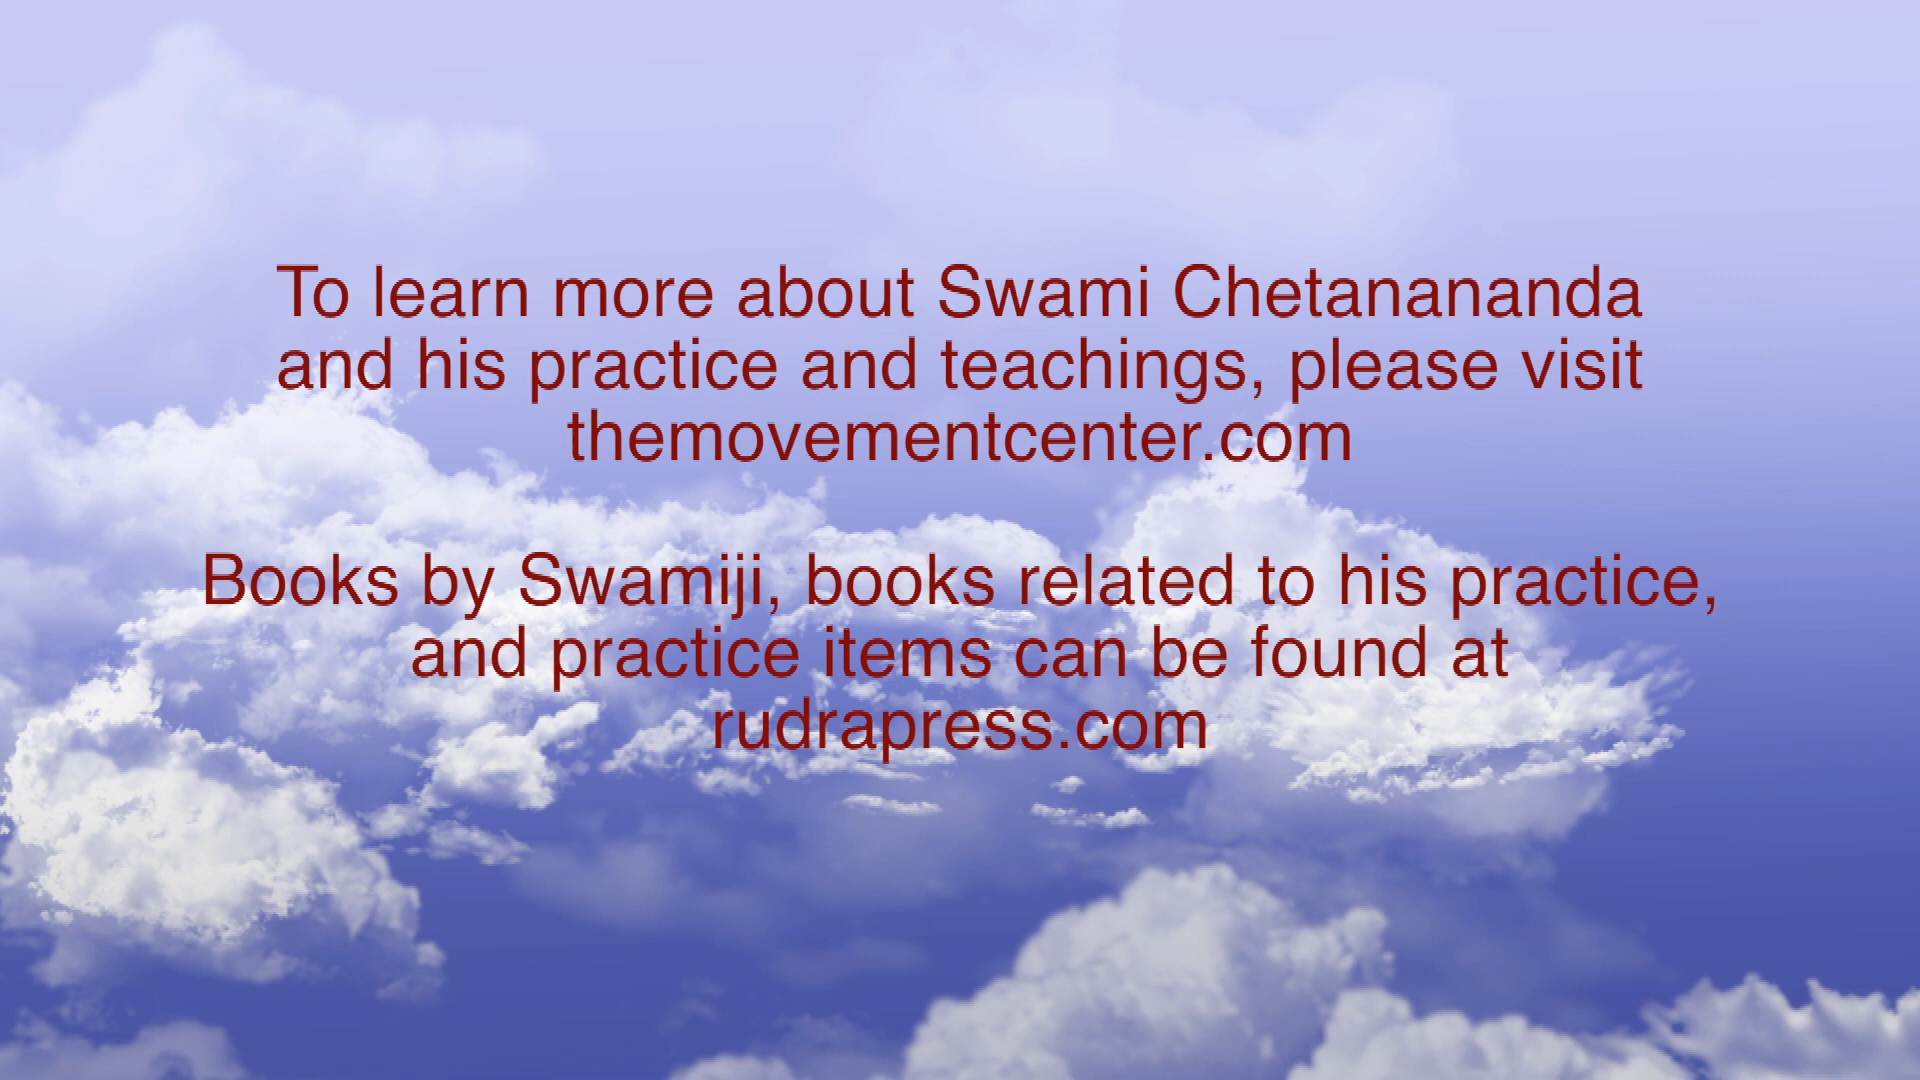 To learn more about Swami Chetanananda
and his practice and teachings, please visit
themovementcenter.com
Books by Swamiji, books related to his practice,
and practice items can be found at
rudrapress.com